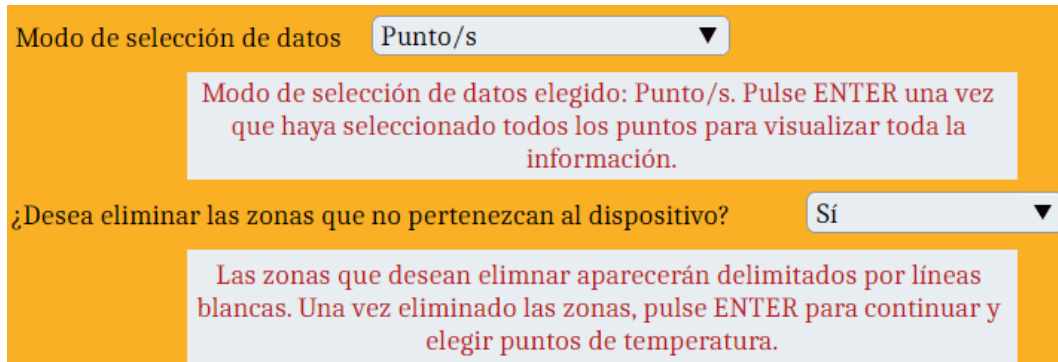 Modo de selección de datos Punto/s
Modo de selección de datos elegido: Punto/s. Pulse ENTER una vez
que haya seleccionado todos los puntos para visualizar toda la
información.
¿Desea eliminar las zonas que no pertenezcan al dispositivo? Sí
Las zonas que desean elimnar aparecerán delimitados por líneas
blancas. Una vez eliminado las zonas, pulse ENTER para continuar y
elegir puntos de temperatura.